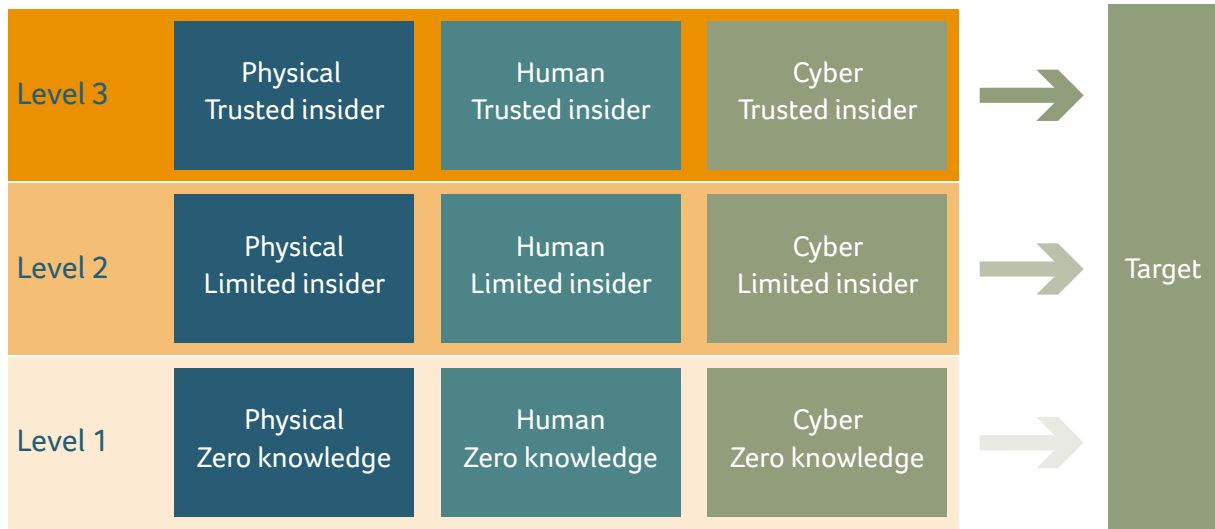 Level 3
Physical
Trusted insider
Human
Trusted insider
Cyber
Trusted insider
Level 2
Physical
Limited insider
Human
Limited insider
Cyber
Limited insider
Target
Level 1
Physical
Zero knowledge
Human
Zero knowledge
Cyber
Zero knowledge